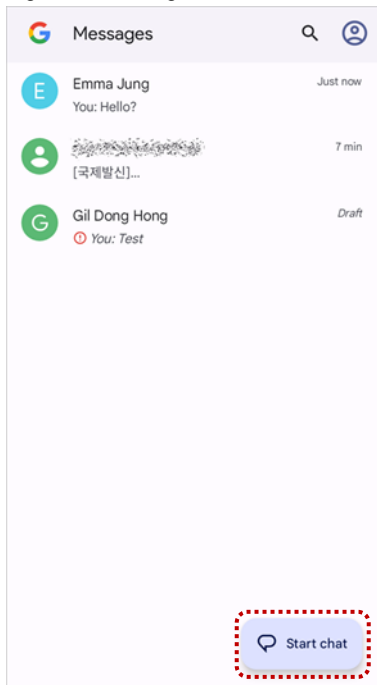 G Messages
E
Emma Jung
Just now
You: Hello?
7 min
[국제발신]...
G
Gil Dong Hong
Draft
You: Test
Start chat